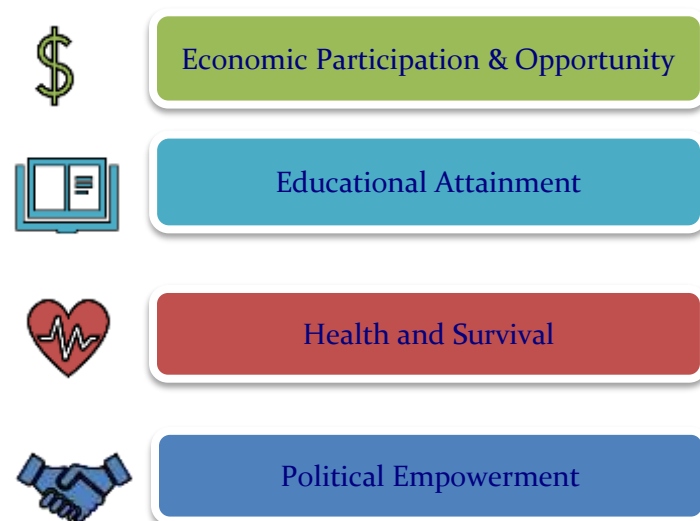 Economic Participation & Opportunity
Educational Attainment
Health and Survival
Political Empowerment